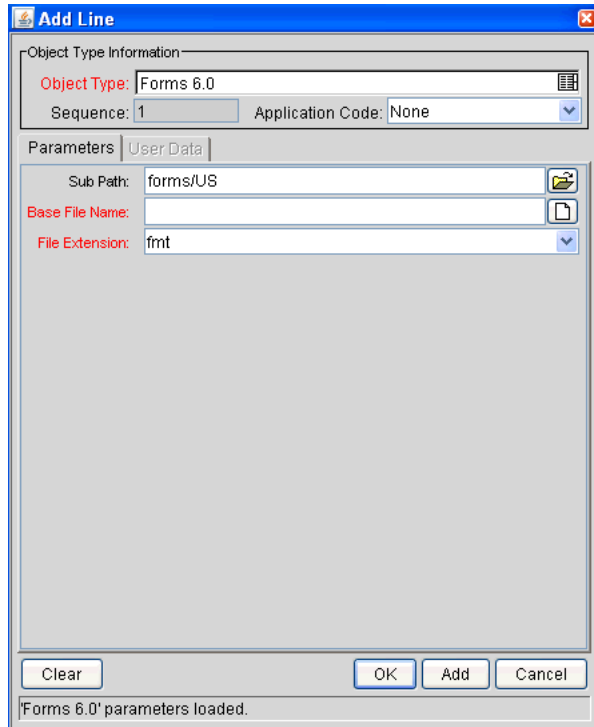 Add Line
Object Type Information
Object Type: Forms 6.0
Sequence: 1 Application Code: None
Parameters User Data
Sub Path: forms/US
Base File Name:
File Extension: fmt
Clear OK Add Cancel
'Forms 6.0' parameters loaded.